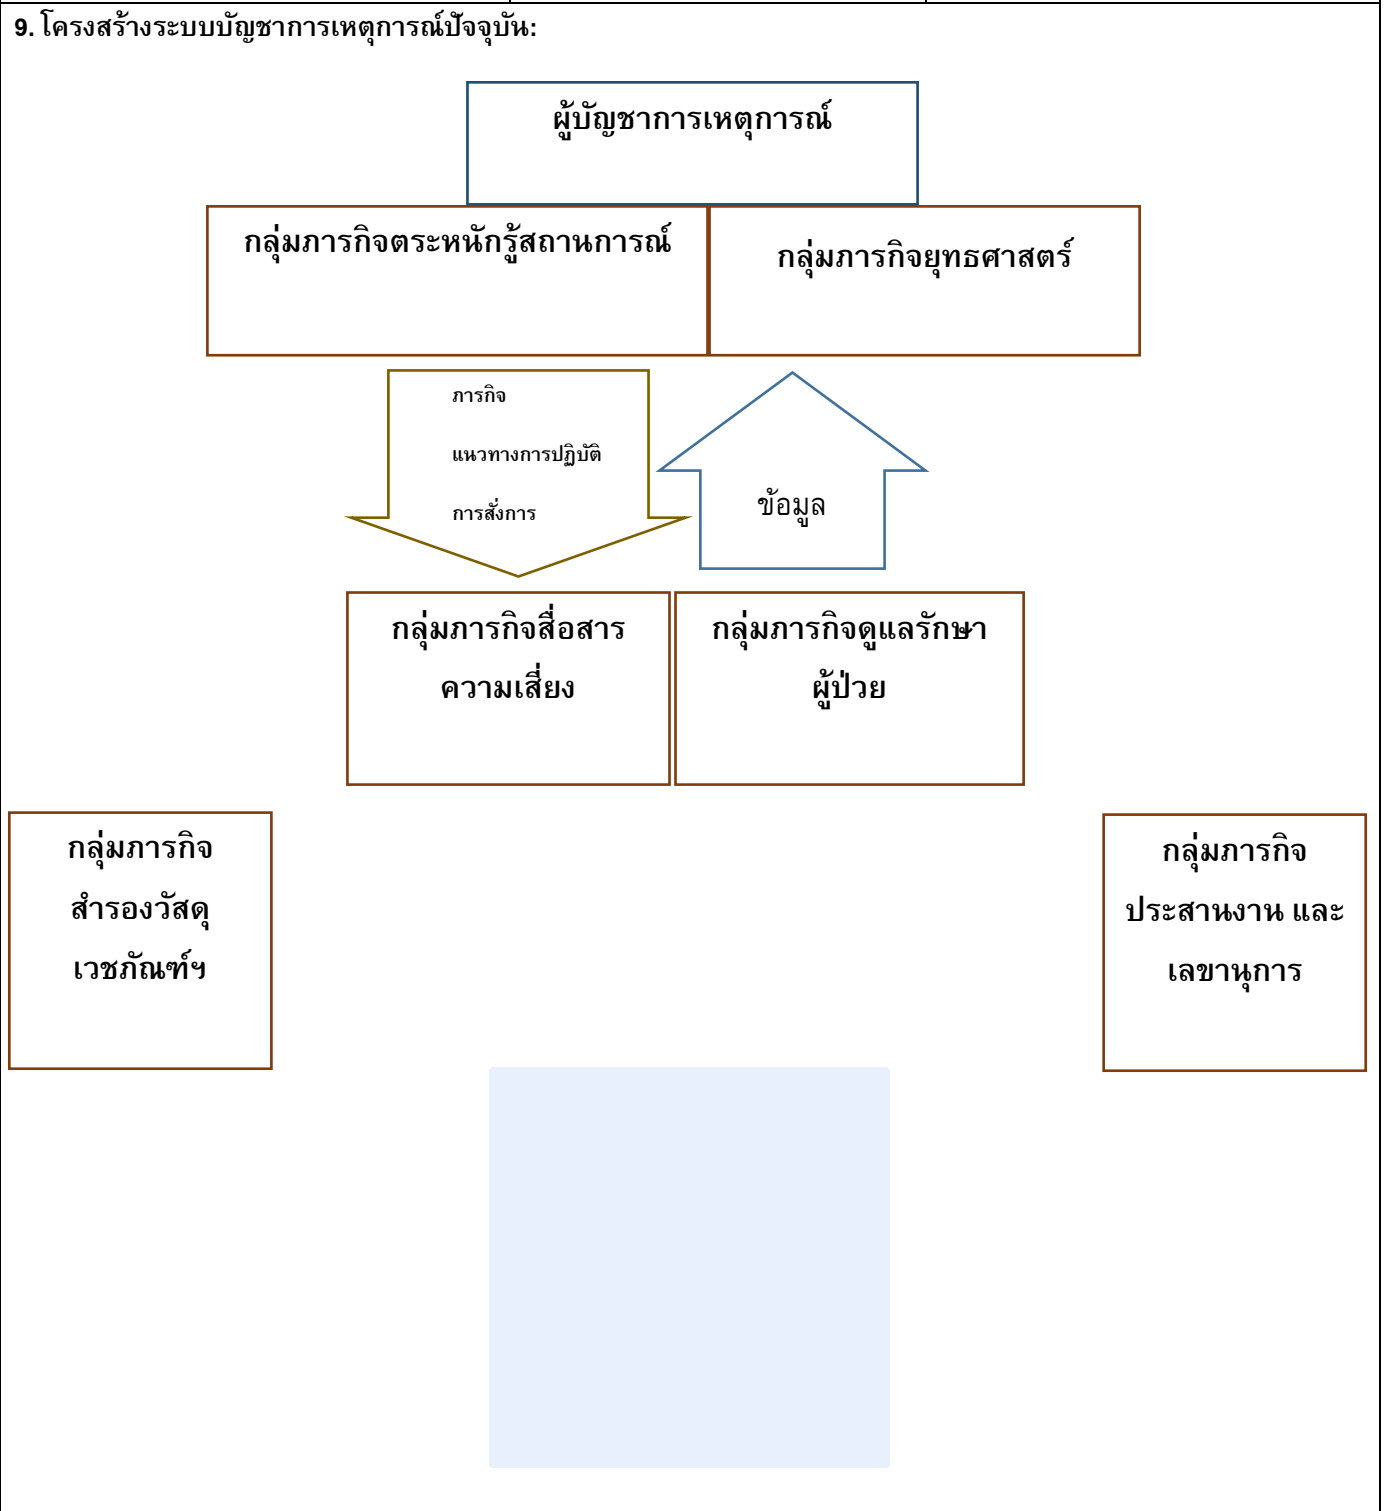 9. โครงสร้างระบบบัญชาการเหตุการณ์ปัจจุบัน:
ผู้บัญชาการเหตุการณ์
กลุ่มภารกิจตระหนักรู้สถานการณ์
กลุ่มภารกิจยุทธศาสตร์
ภารกิจ
แนวทางการปฏิบัติ
การสั่งการ
ข้อมูล
กลุ่มภารกิจสื่อสาร
ความเสี่ยง
กลุ่มภารกิจดูแลรักษา
ผู้ป่วย
กลุ่มภารกิจ
สำรองวัสดุ
เวชภัณฑ์ฯ
กลุ่มภารกิจ
ประสานงาน และ
เลขานุการ